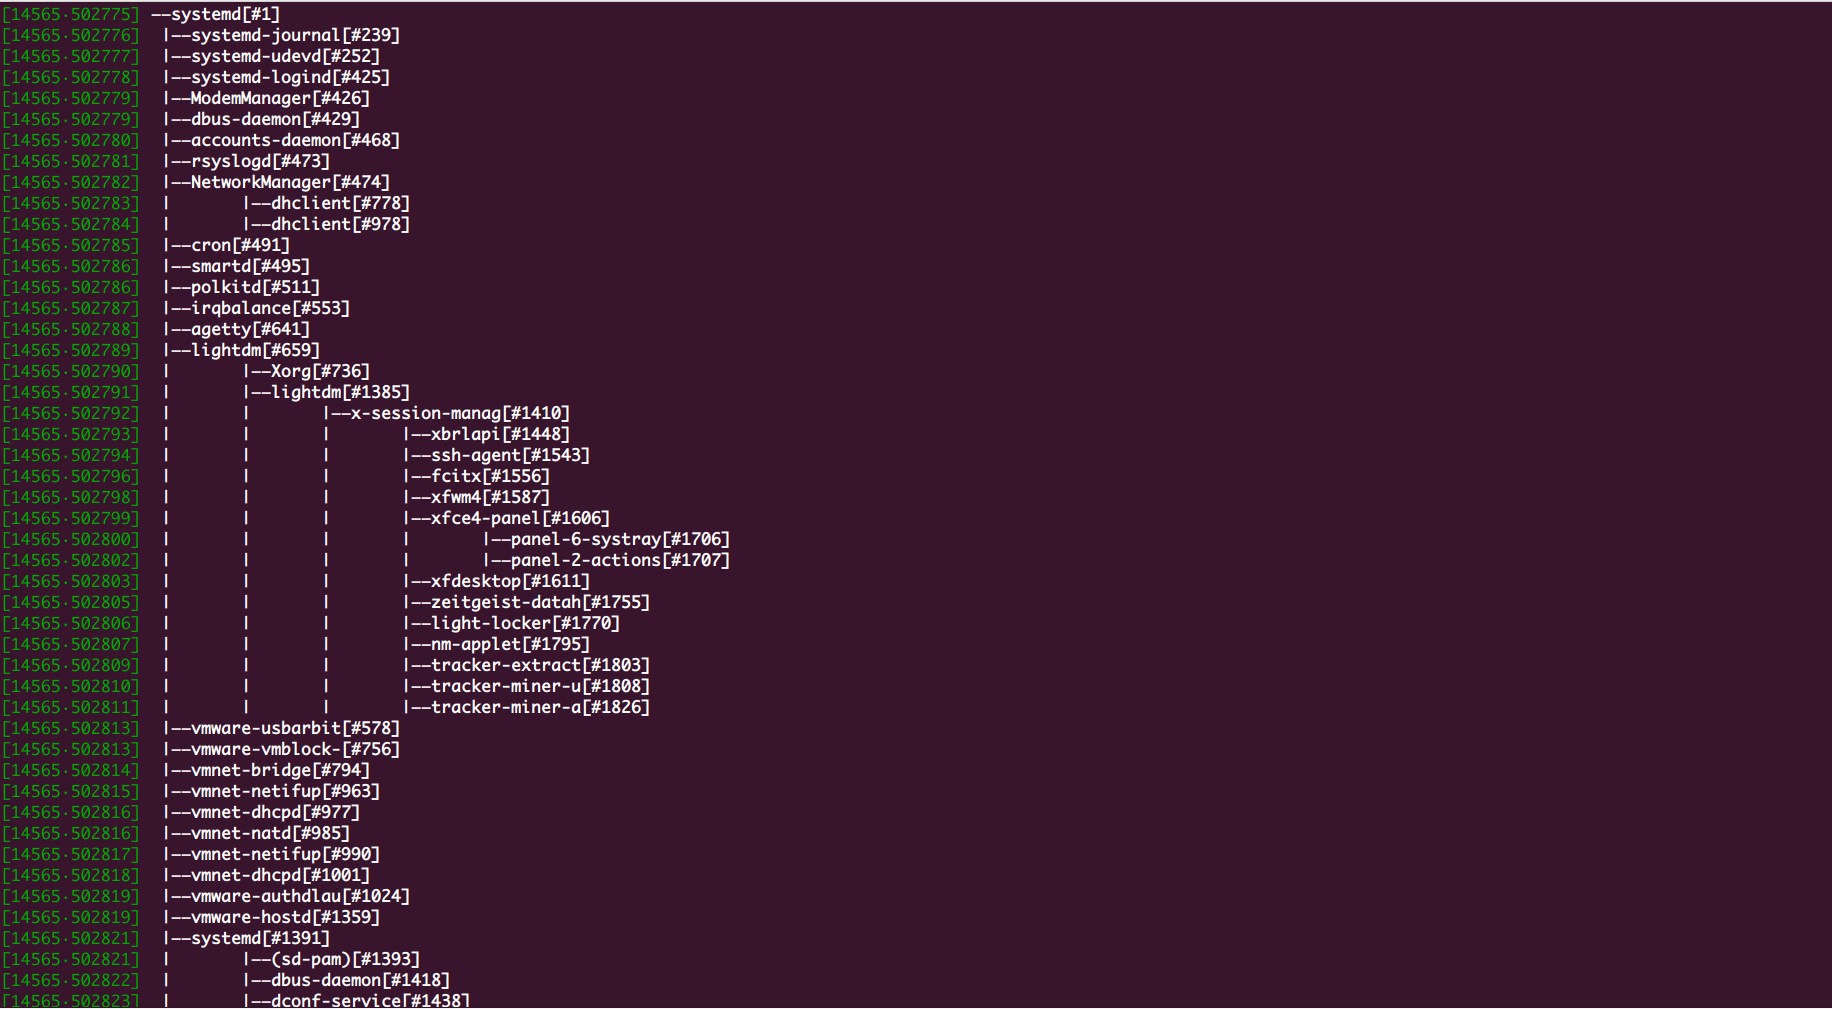 [14565.502775] --systemd[#1]
[14565.502776]  |--systemd-journal[#239]
[14565.502777]  |--systemd-udevd[#252]
[14565.502778]  |--systemd-logind[#425]
[14565.502779]  |--ModemManager[#426]
[14565.502779]  |--dbus-daemon[#429]
[14565.502780]  |--accounts-daemon[#468]
[14565.502781]  |--rsyslogd[#473]
[14565.502782]  |--NetworkManager[#474]
[14565.502783]  |       |--dhclient[#778]
[14565.502784]  |       |--dhclient[#978]
[14565.502785]  |--cron[#491]
[14565.502786]  |--smartd[#495]
[14565.502786]  |--polkitd[#511]
[14565.502787]  |--irqbalance[#553]
[14565.502788]  |--agetty[#641]
[14565.502789]  |--lightdm[#659]
[14565.502790]  |       |--Xorg[#736]
[14565.502791]  |       |--lightdm[#1385]
[14565.502792]  |       |       |--x-session-manag[#1410]
[14565.502793]  |       |       |       |--xbrlapi[#1448]
[14565.502794]  |       |       |       |--ssh-agent[#1543]
[14565.502796]  |       |       |       |--fcitx[#1556]
[14565.502798]  |       |       |       |--xfwm4[#1587]
[14565.502799]  |       |       |       |--xfce4-panel[#1606]
[14565.502800]  |       |       |       |       |--panel-6-systray[#1706]
[14565.502802]  |       |       |       |       |--panel-2-actions[#1707]
[14565.502803]  |       |       |       |--xfdesktop[#1611]
[14565.502805]  |       |       |       |--zeitgeist-datah[#1755]
[14565.502806]  |       |       |       |--light-locker[#1770]
[14565.502807]  |       |       |       |--nm-applet[#1795]
[14565.502809]  |       |       |       |--tracker-extract[#1803]
[14565.502810]  |       |       |       |--tracker-miner-u[#1808]
[14565.502811]  |       |       |       |--tracker-miner-a[#1826]
[14565.502813]  |--vmware-usbarbit[#578]
[14565.502813]  |--vmware-vmblock-[#756]
[14565.502814]  |--vmnet-bridge[#794]
[14565.502815]  |--vmnet-netifup[#963]
[14565.502816]  |--vmnet-dhcpd[#977]
[14565.502816]  |--vmnet-natd[#985]
[14565.502817]  |--vmnet-netifup[#990]
[14565.502818]  |--vmnet-dhcpd[#1001]
[14565.502819]  |--vmware-authdlau[#1024]
[14565.502819]  |--vmware-hostd[#1359]
[14565.502821]  |--systemd[#1391]
[14565.502821]  |       |--(sd-pam)[#1393]
[14565.502822]  |       |--dbus-daemon[#1418]
[14565.502823]  |       |--dconf-service[#1438]